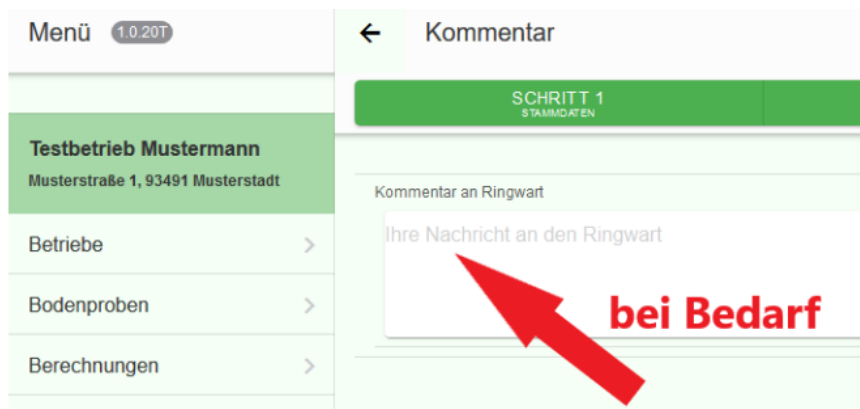 Menü 1.0.20T
Testbetrieb Mustermann
Musterstraße 1, 93491 Musterstadt
Betriebe
Bodenproben
Berechnungen
Kommentar
SCHRITT 1
STAMMDATEN
Kommentar an Ringwart
Ihre Nachricht an den Ringwart
bei Bedarf